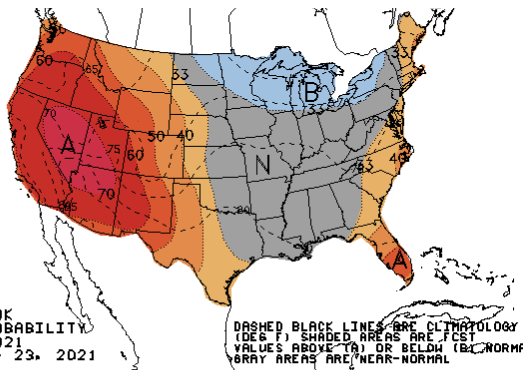 33
60
65
33
B
33
70
A
75
60
50
40
N
33
40
70
80
A
K
OBABILITY
021
23, 2021
DASHED BLACK LINES ARE CLIMATOLOGY
(DEG F) SHADED AREAS ARE FCST
VALUES ABOVE (A) OR BELOW (B) NORMA
GRAY AREAS ARE NEAR-NORMAL